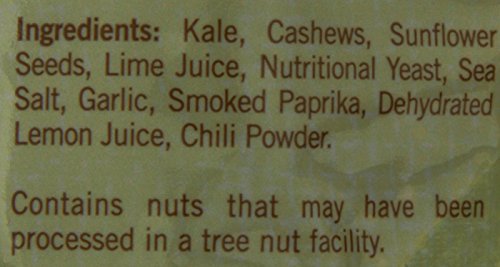 Ingredients: Kale, Cashews, Sunflower
Seeds, Lime Juice, Nutritional Yeast, Sea
Salt, Garlic, Smoked Paprika, Dehydrated
Lemon Juice, Chili Powder.
Contains nuts that may have been
processed in a tree nut facility.